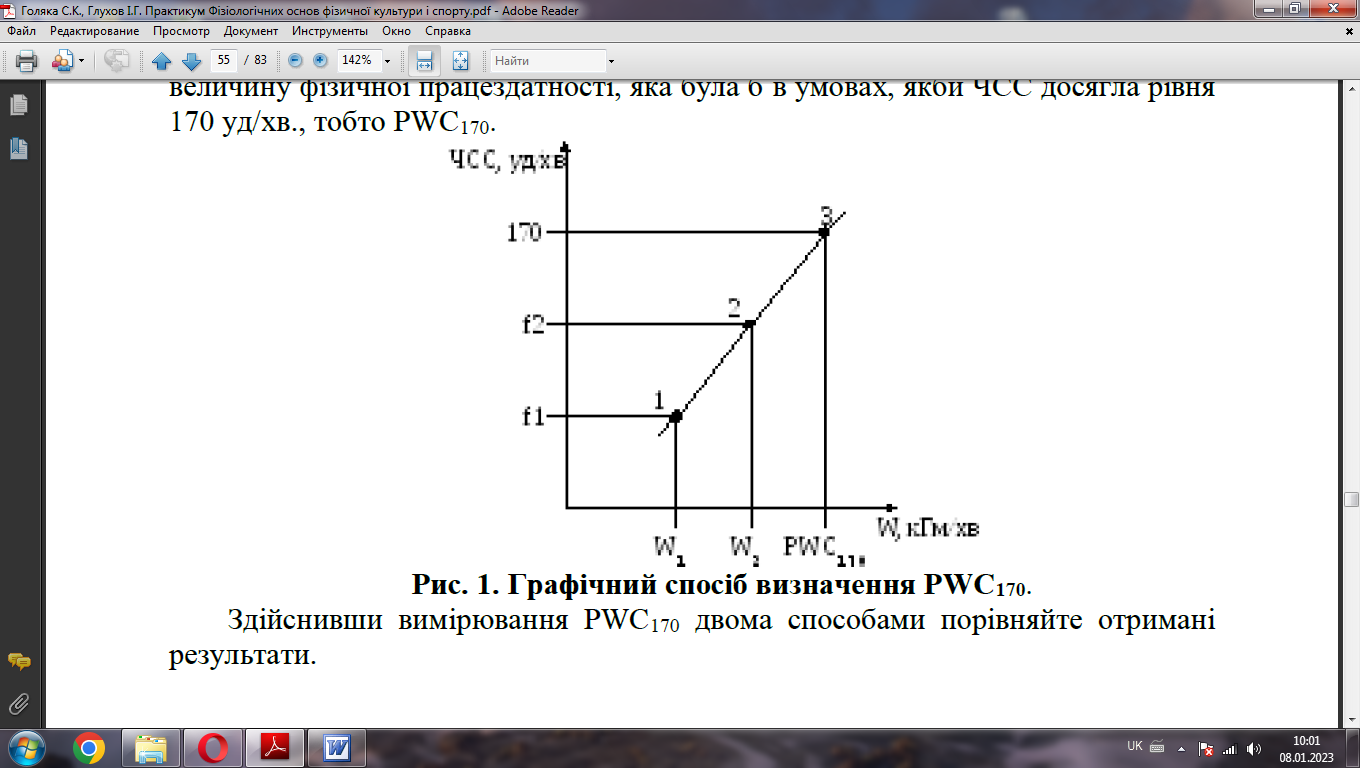 Голяка С.К., Глухов І.Г. Практикум Фізіологічних основ фізичної культури і спорту.pdf - Adobe Reader
Файл Редактирование Просмотр Документ Инструменты Окно Справка
55 / 83 142% Найти
величину фізичної працездатності, яка була б в умовах, якби ЧСС досягла рівня
170 уд/хв., тобто PWC₁₇₀.
ЧСС, уд/хв
3
170
2
f2
1
f1
W, кГм/хв
W₁ W₂ PWC₁₇₀
Рис. 1. Графічний спосіб визначення PWC₁₇₀.
Здійснивши вимірювання PWC₁₇₀ двома способами порівняйте отримані
результати.
UK 10:01
08.01.2023